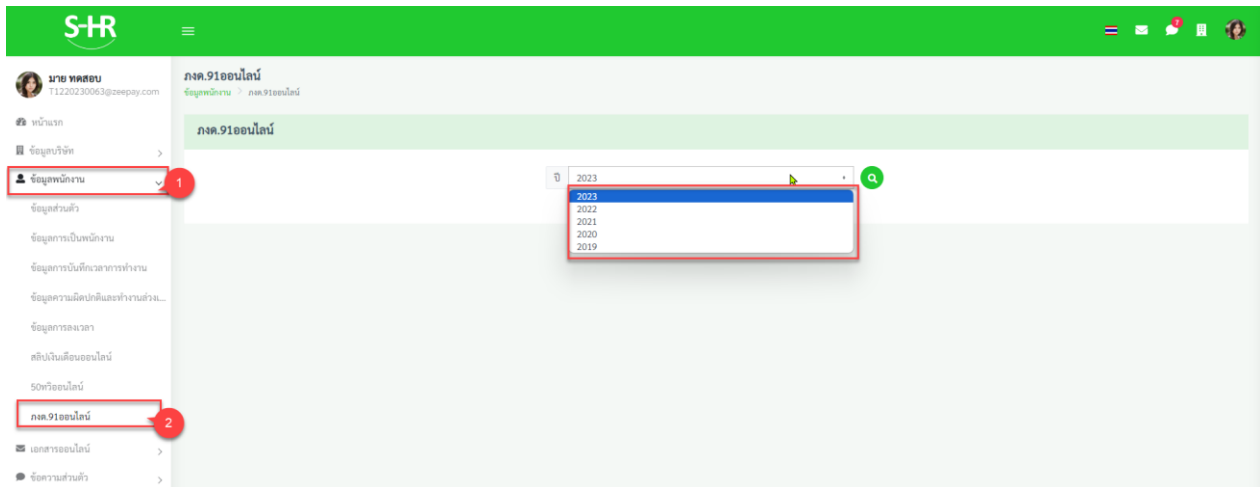 S-HR
7
มาย ทดสอบ
T1220230063@zeepay.com
หน้าแรก
ข้อมูลบริษัท
ข้อมูลพนักงาน
1
ข้อมูลส่วนตัว
ข้อมูลการเป็นพนักงาน
ข้อมูลการบันทึกเวลาการทำงาน
ข้อมูลความผิดปกติและทำงานล่วงเ...
ข้อมูลการลงเวลา
สลิปเงินเดือนออนไลน์
50ทวิออนไลน์
ภงด.91ออนไลน์
2
เอกสารออนไลน์
ข้อความส่วนตัว
ภงด.91ออนไลน์
ข้อมูลพนักงาน > ภงด.91ออนไลน์
ภงด.91ออนไลน์
ปี 2023
2023
2022
2021
2020
2019